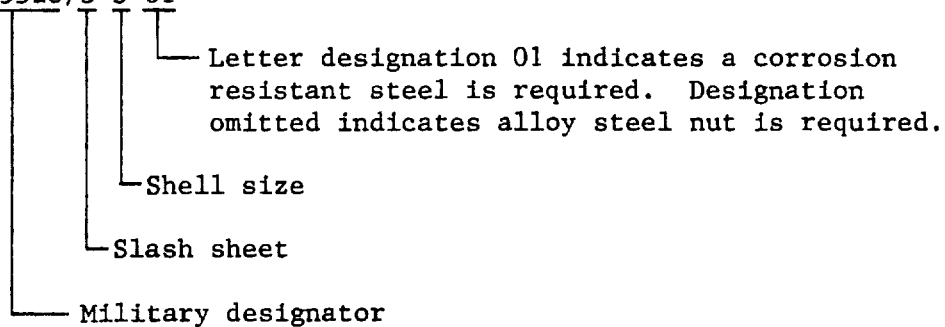 Letter designation 01 indicates a corrosion
resistant steel is required. Designation
omitted indicates alloy steel nut is required.
Shell size
Slash sheet
Military designator